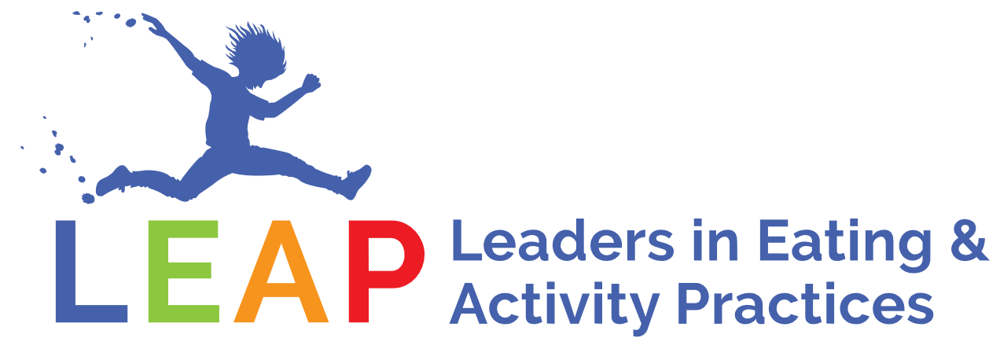 LEAP
Leaders in Eating &
Activity Practices